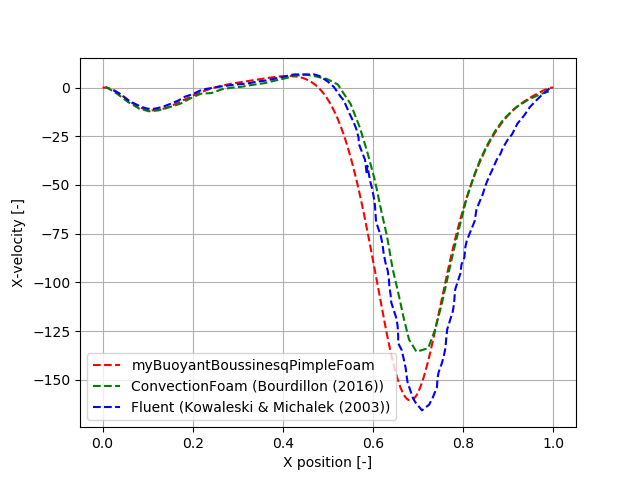 0
−25
−50
−75
−100
−125
−150
X-velocity [-]
myBuoyantBoussinesqPimpleFoam
ConvectionFoam (Bourdillon (2016))
Fluent (Kowaleski & Michalek (2003))
0.0 0.2 0.4 0.6 0.8 1.0
X position [-]